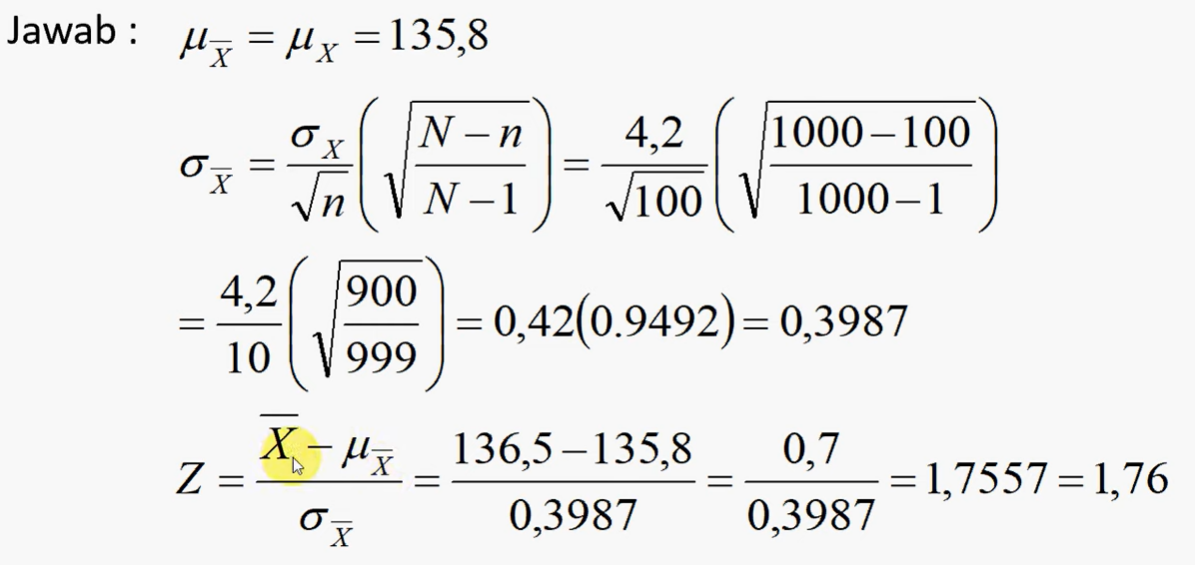 Jawab : μ_X̄ = μ_X = 135,8
σ_X̄ = σ_X / √n ( √((N − n) / (N − 1)) ) = 4,2 / √100 ( √((1000 − 100) / (1000 − 1)) )
= 4,2 / 10 ( √(900 / 999) ) = 0,42(0.9492) = 0,3987
Z = (X̄ − μ_X̄) / σ_X̄ = (136,5 − 135,8) / 0,3987 = 0,7 / 0,3987 = 1,7557 = 1,76